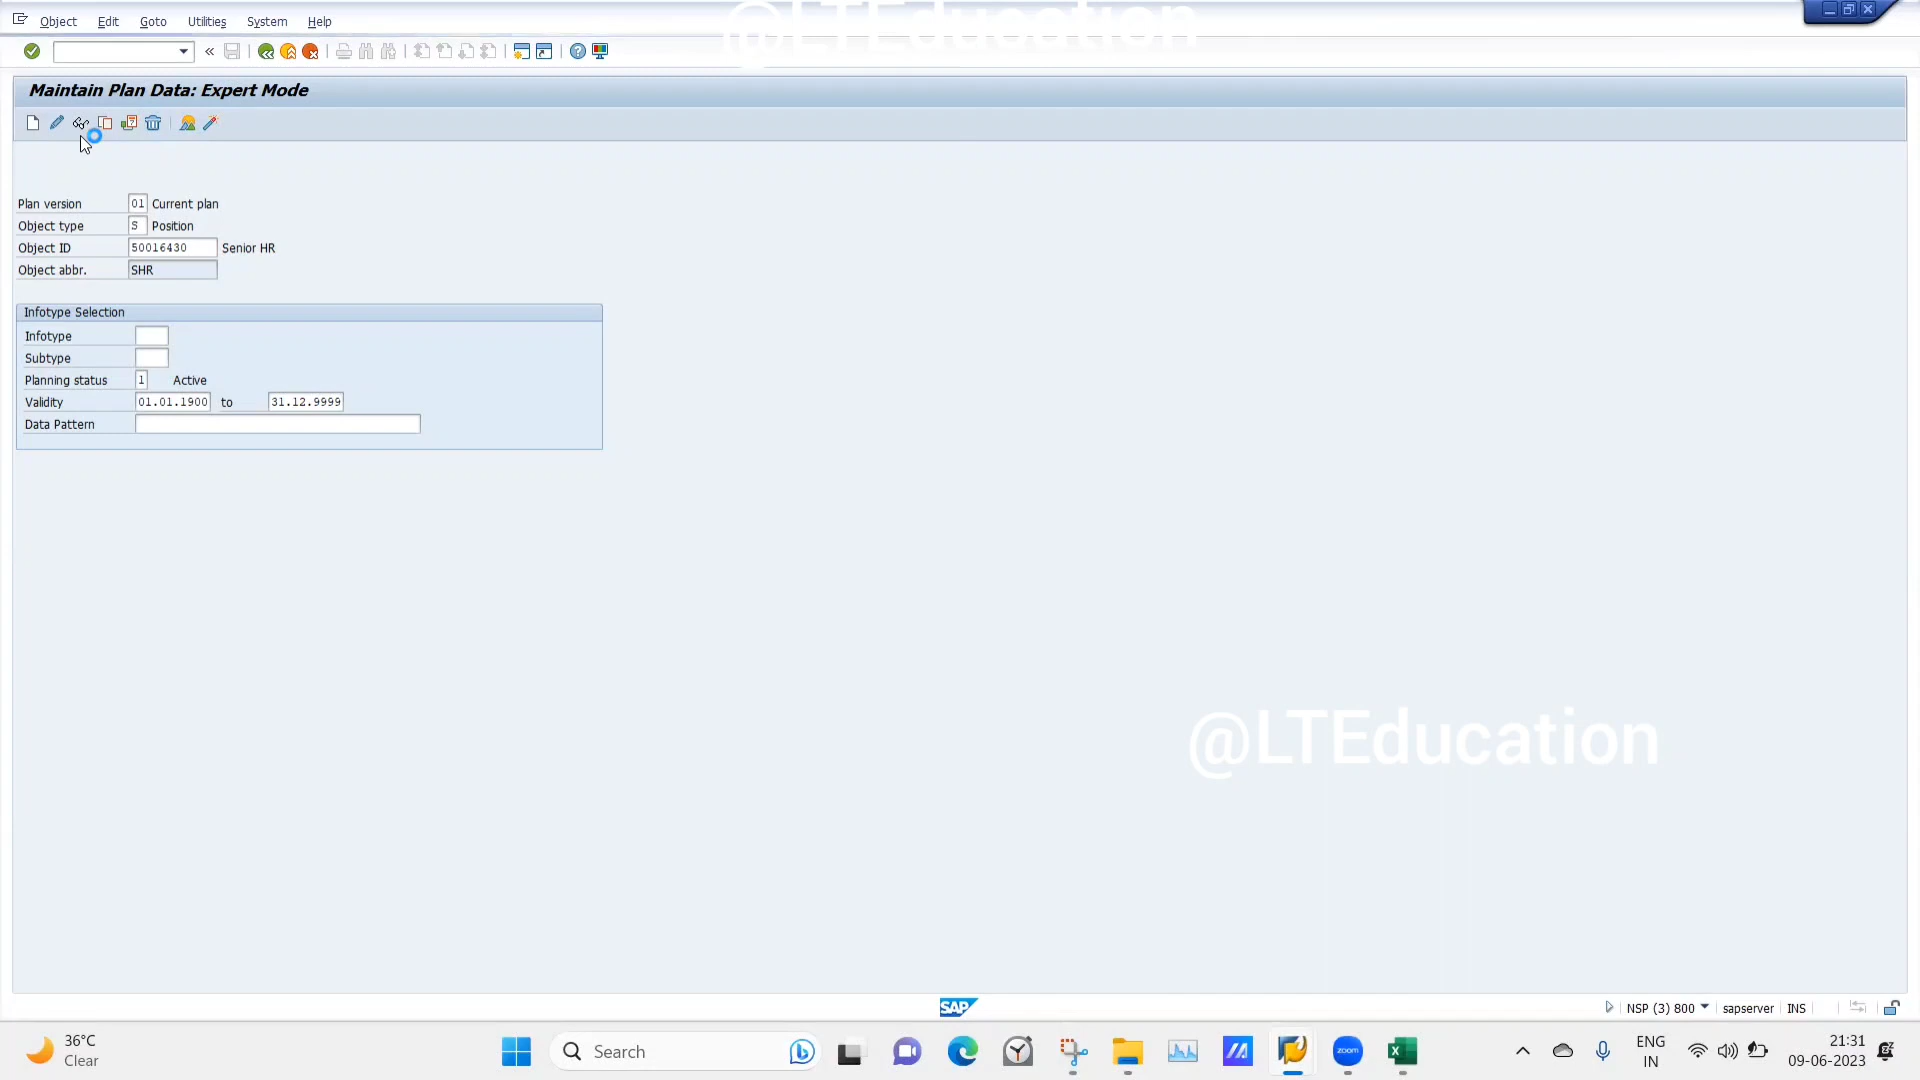 Object Edit Goto Utilities System Help
@LTEducation
Maintain Plan Data: Expert Mode
Plan version 01 Current plan
Object type S Position
Object ID 50016430 Senior HR
Object abbr. SHR
Infotype Selection
Infotype
Subtype
Planning status 1 Active
Validity 01.01.1900 to 31.12.9999
Data Pattern
@LTEducation
SAP
NSP (3) 800 sapserver INS
36°C
Clear
Search
zoom
ENG
IN
21:31
09-06-2023